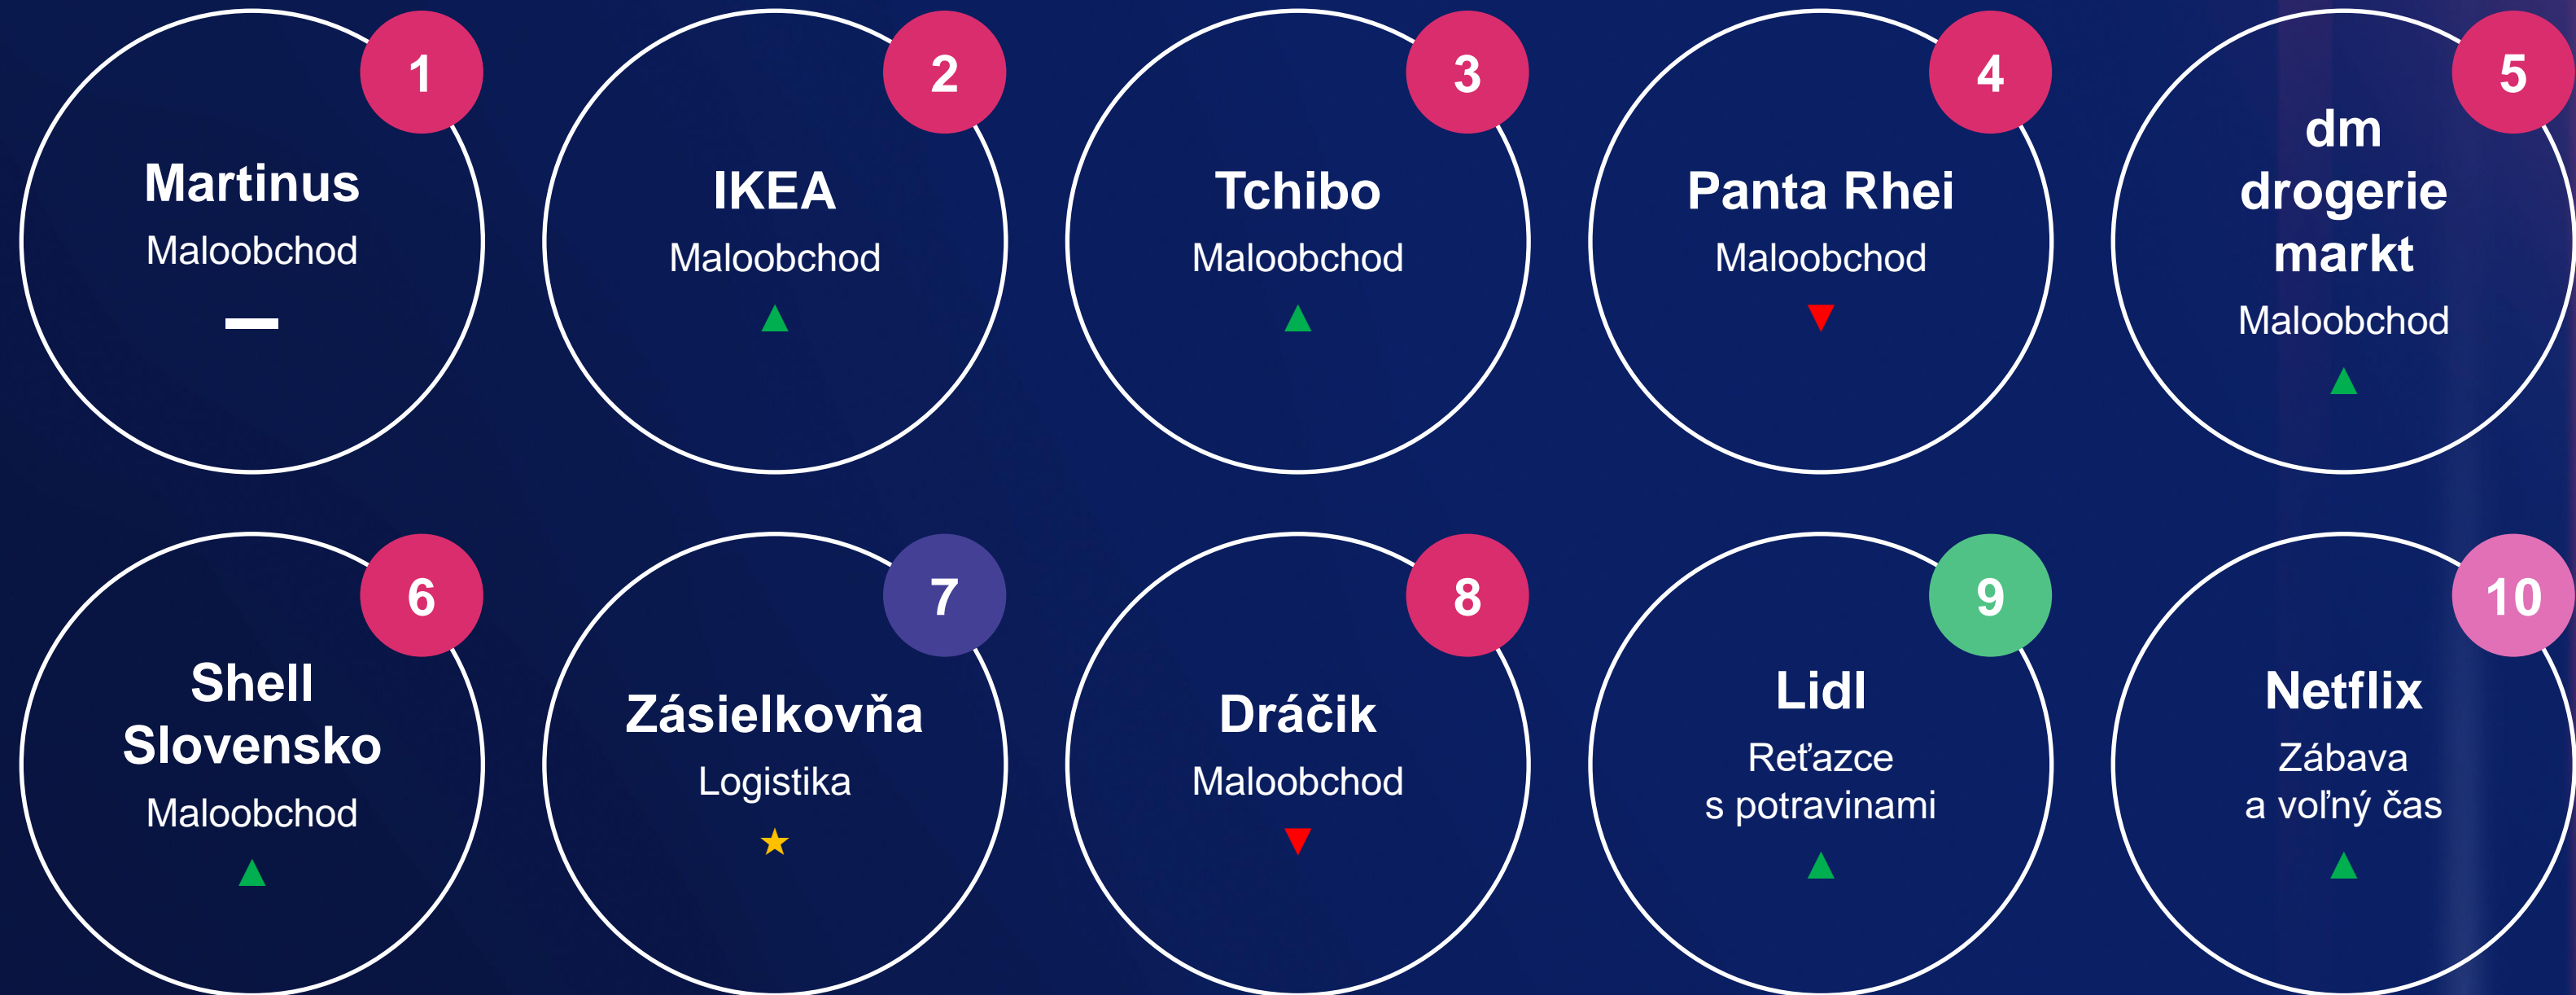 1
Martinus
Maloobchod
2
IKEA
Maloobchod
▲
3
Tchibo
Maloobchod
▲
4
Panta Rhei
Maloobchod
▼
5
dm
drogerie
markt
Maloobchod
▲
6
Shell
Slovensko
Maloobchod
▲
7
Zásielkovňa
Logistika
★
8
Dráčik
Maloobchod
▼
9
Lidl
Reťazce
s potravinami
▲
10
Netflix
Zábava
a voľný čas
▲